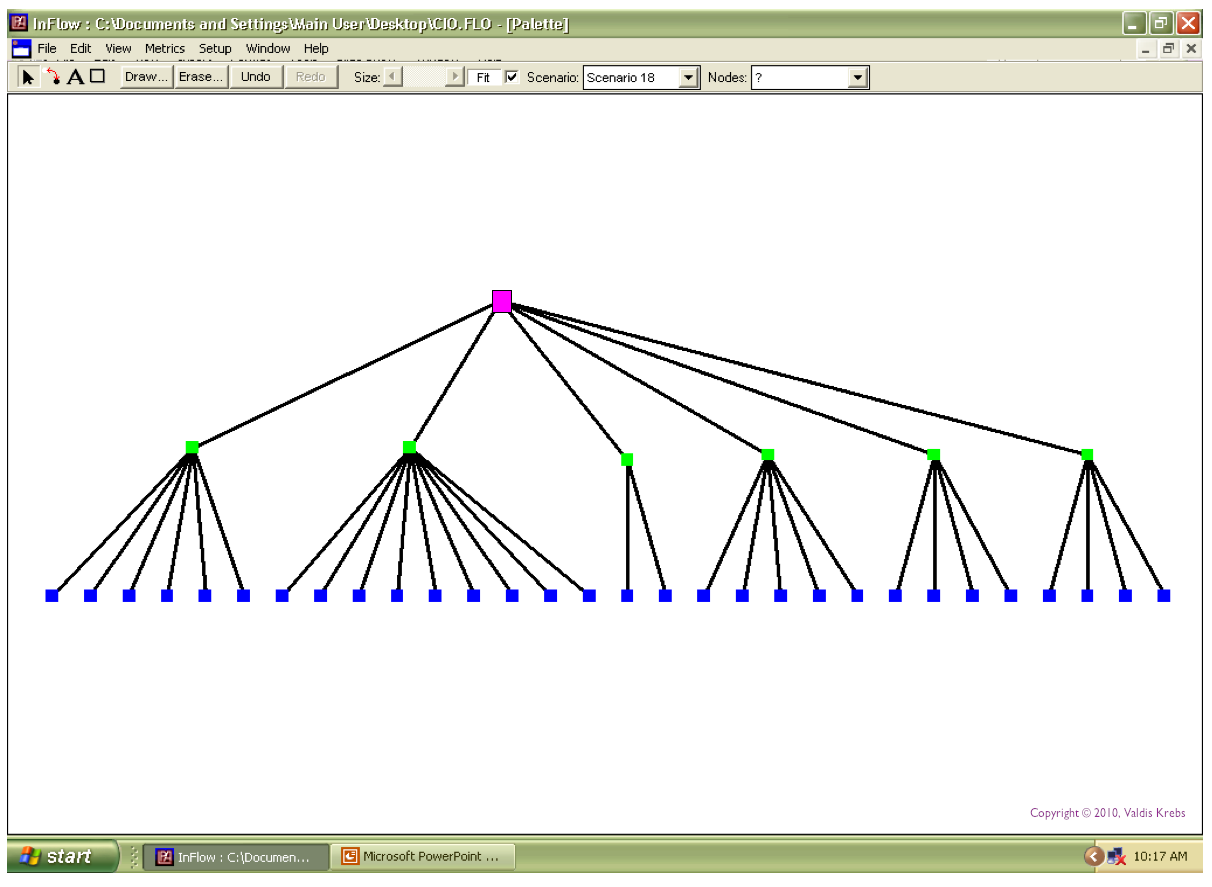 InFlow : C:\Documents and Settings\Main User\Desktop\CIO.FLO - [Palette]
File Edit View Metrics Setup Window Help
A Draw... Erase... Undo Redo Size: Fit Scenario: Scenario 18 Nodes: ?
Copyright © 2010, Valdis Krebs
start InFlow : C:\Documen... Microsoft PowerPoint ... 10:17 AM